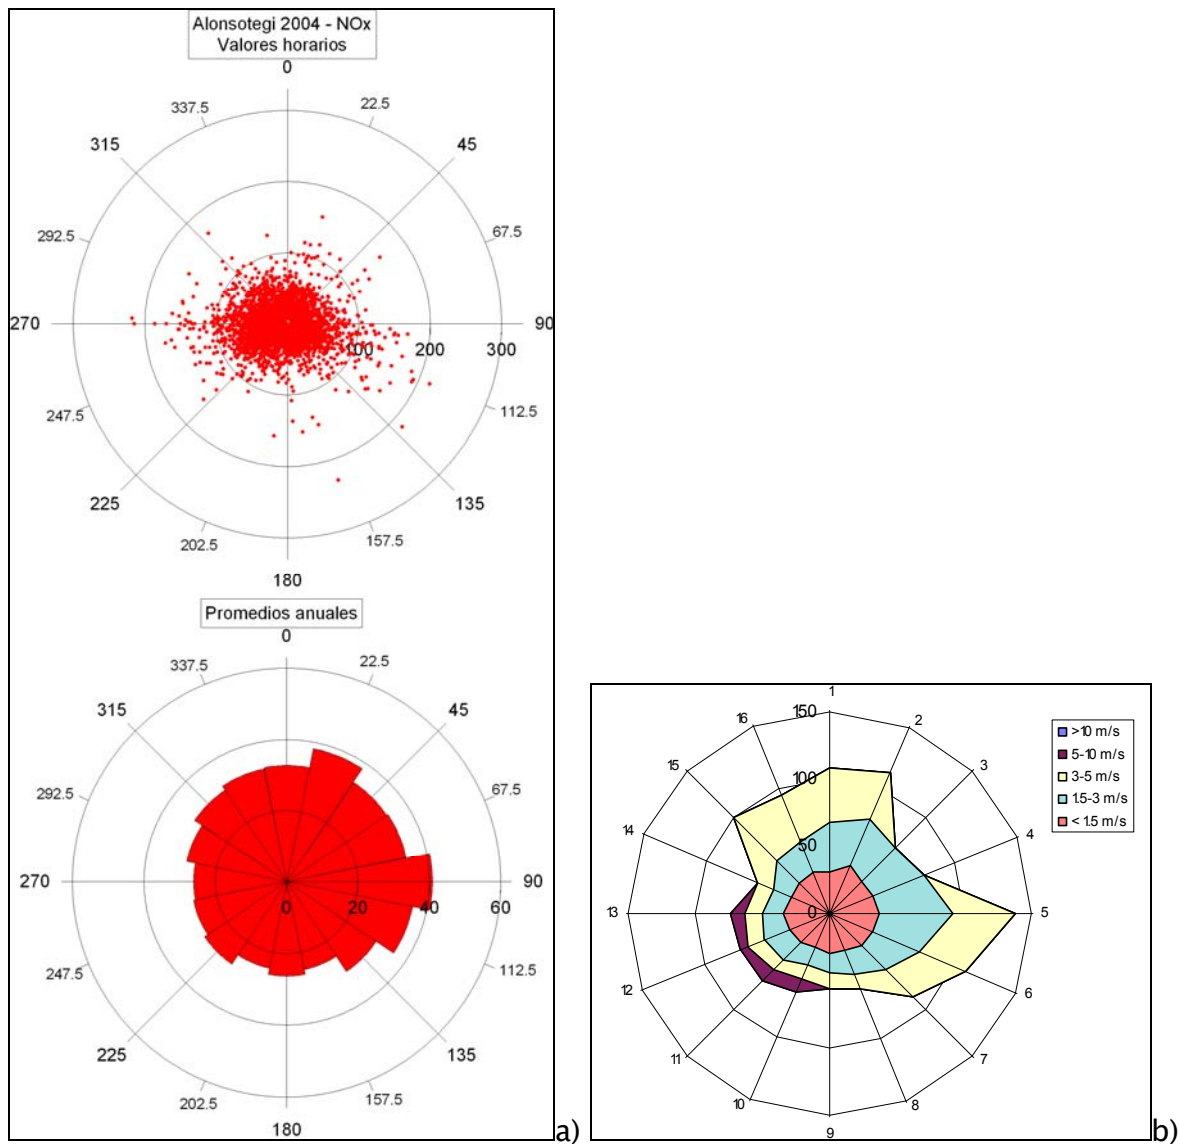 Alonsotegi 2004 - NOx
Valores horarios
0
337.5 22.5
315 45
292.5 67.5
270 90
100 200 300
247.5 112.5
225 135
202.5 157.5
180
Promedios anuales
0
337.5 22.5
315 45
292.5 67.5
270 90
0 20 40 60
247.5 112.5
225 135
202.5 157.5
180
a)
1
16 150 2
15 3
100
14 4
50
13 0 5
12 6
11 7
10 8
9
>10 m/s
5-10 m/s
3-5 m/s
1.5-3 m/s
< 1.5 m/s
b)